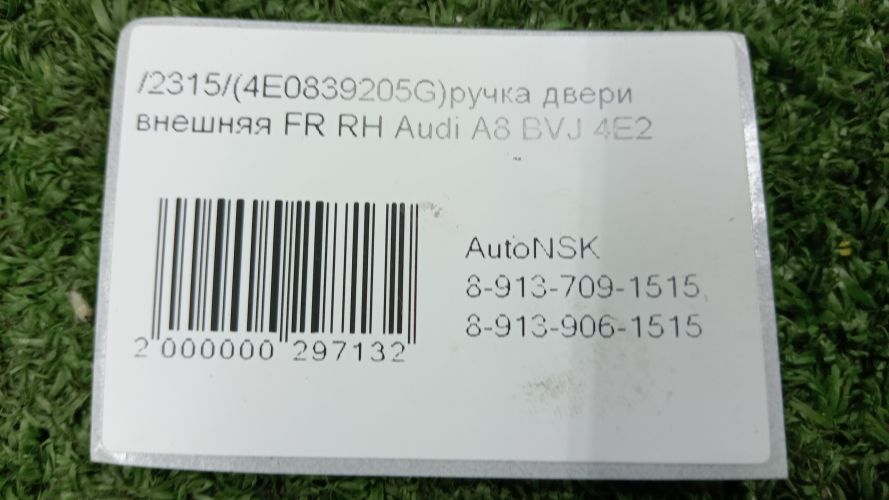 /2315/(4E0839205G)ручка двери
внешняя FR RH Audi A8 BVJ 4E2
AutoNSK
8-913-709-1515,
8-913-906-1515
2 000000 297132